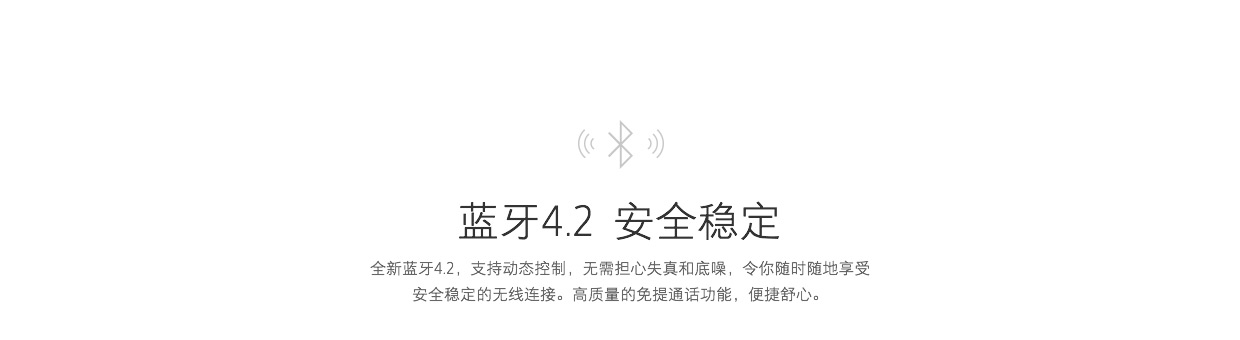 蓝牙4.2 安全稳定
全新蓝牙4.2，支持动态控制，无需担心失真和底噪，令你随时随地享受
安全稳定的无线连接。高质量的免提通话功能，便捷舒心。